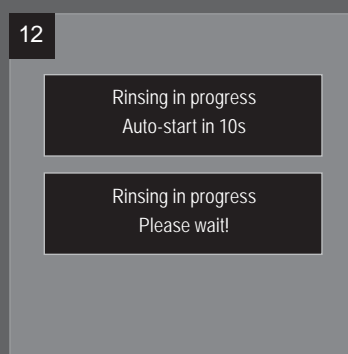 12
Rinsing in progress
Auto-start in 10s
Rinsing in progress
Please wait!